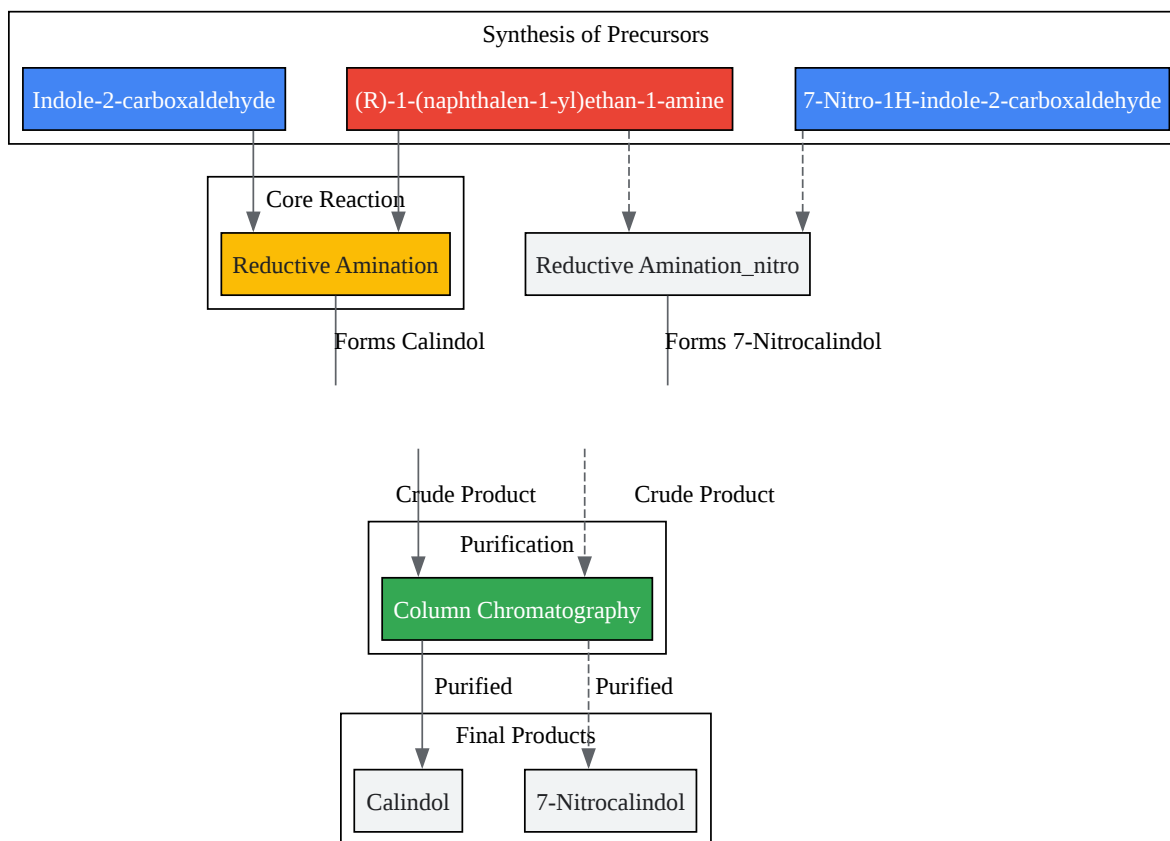 Synthesis of Precursors
Indole-2-carboxaldehyde
(R)-1-(naphthalen-1-yl)ethan-1-amine
7-Nitro-1H-indole-2-carboxaldehyde
Core Reaction
Reductive Amination
Reductive Amination_nitro
Forms Calindol
Forms 7-Nitrocalindol
Crude Product
Crude Product
Purification
Column Chromatography
Purified
Purified
Final Products
Calindol
7-Nitrocalindol